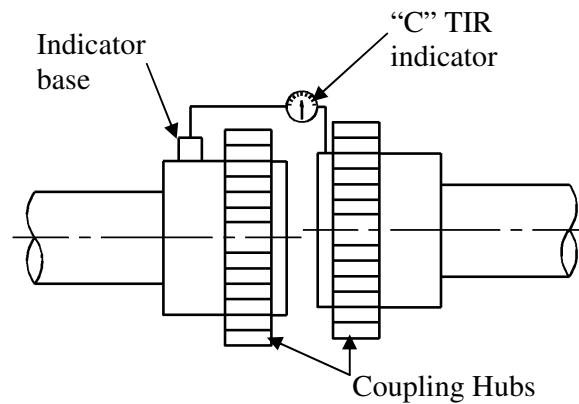 Indicator
base
“C” TIR
indicator
Coupling Hubs